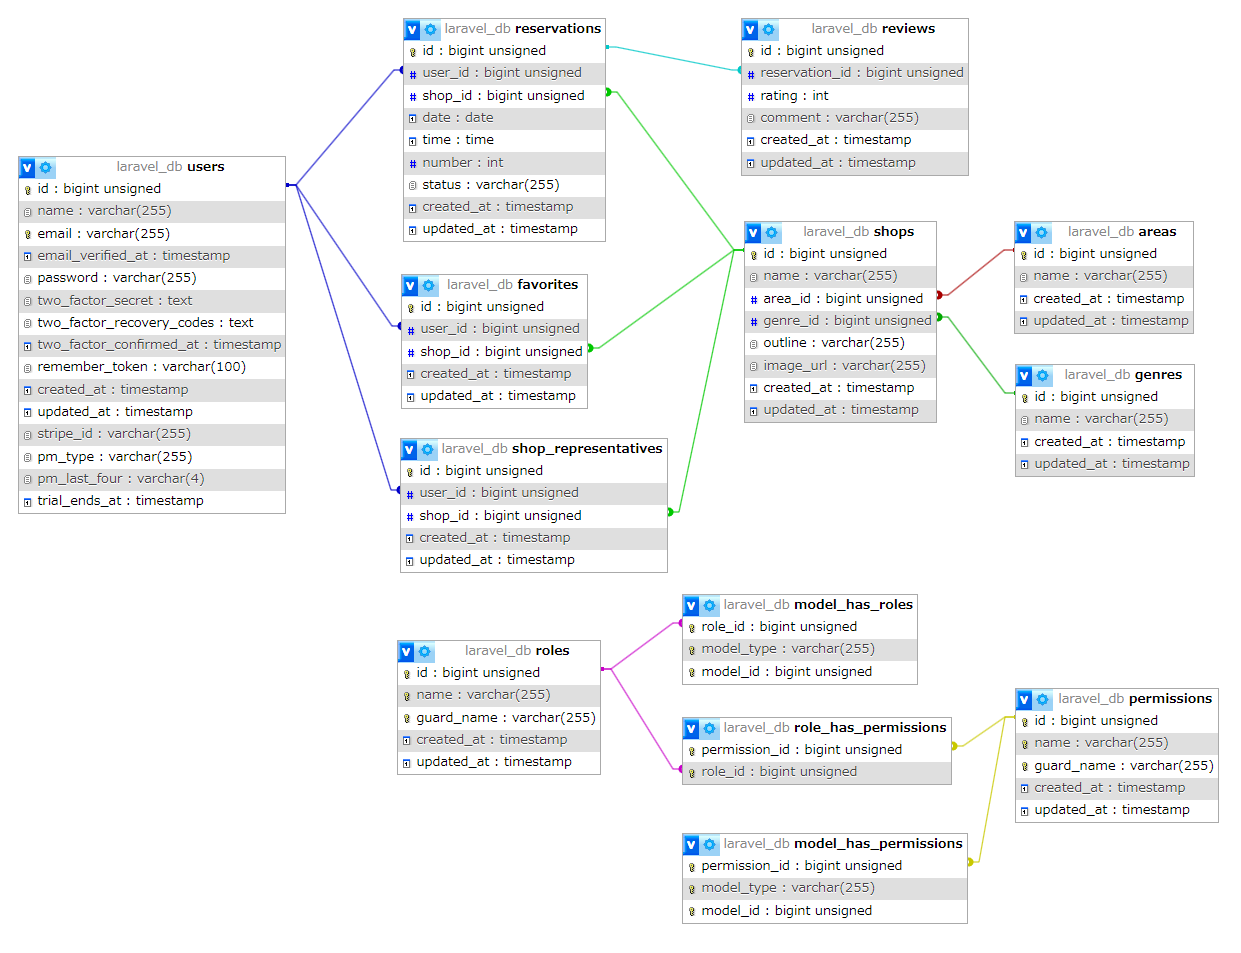 laravel_db users
id : bigint unsigned
name : varchar(255)
email : varchar(255)
email_verified_at : timestamp
password : varchar(255)
two_factor_secret : text
two_factor_recovery_codes : text
two_factor_confirmed_at : timestamp
remember_token : varchar(100)
created_at : timestamp
updated_at : timestamp
stripe_id : varchar(255)
pm_type : varchar(255)
pm_last_four : varchar(4)
trial_ends_at : timestamp
laravel_db reservations
id : bigint unsigned
user_id : bigint unsigned
shop_id : bigint unsigned
date : date
time : time
number : int
status : varchar(255)
created_at : timestamp
updated_at : timestamp
laravel_db favorites
id : bigint unsigned
user_id : bigint unsigned
shop_id : bigint unsigned
created_at : timestamp
updated_at : timestamp
laravel_db shop_representatives
id : bigint unsigned
user_id : bigint unsigned
shop_id : bigint unsigned
created_at : timestamp
updated_at : timestamp
laravel_db reviews
id : bigint unsigned
reservation_id : bigint unsigned
rating : int
comment : varchar(255)
created_at : timestamp
updated_at : timestamp
laravel_db shops
id : bigint unsigned
name : varchar(255)
area_id : bigint unsigned
genre_id : bigint unsigned
outline : varchar(255)
image_url : varchar(255)
created_at : timestamp
updated_at : timestamp
laravel_db areas
id : bigint unsigned
name : varchar(255)
created_at : timestamp
updated_at : timestamp
laravel_db genres
id : bigint unsigned
name : varchar(255)
created_at : timestamp
updated_at : timestamp
laravel_db roles
id : bigint unsigned
name : varchar(255)
guard_name : varchar(255)
created_at : timestamp
updated_at : timestamp
laravel_db model_has_roles
role_id : bigint unsigned
model_type : varchar(255)
model_id : bigint unsigned
laravel_db role_has_permissions
permission_id : bigint unsigned
role_id : bigint unsigned
laravel_db model_has_permissions
permission_id : bigint unsigned
model_type : varchar(255)
model_id : bigint unsigned
laravel_db permissions
id : bigint unsigned
name : varchar(255)
guard_name : varchar(255)
created_at : timestamp
updated_at : timestamp